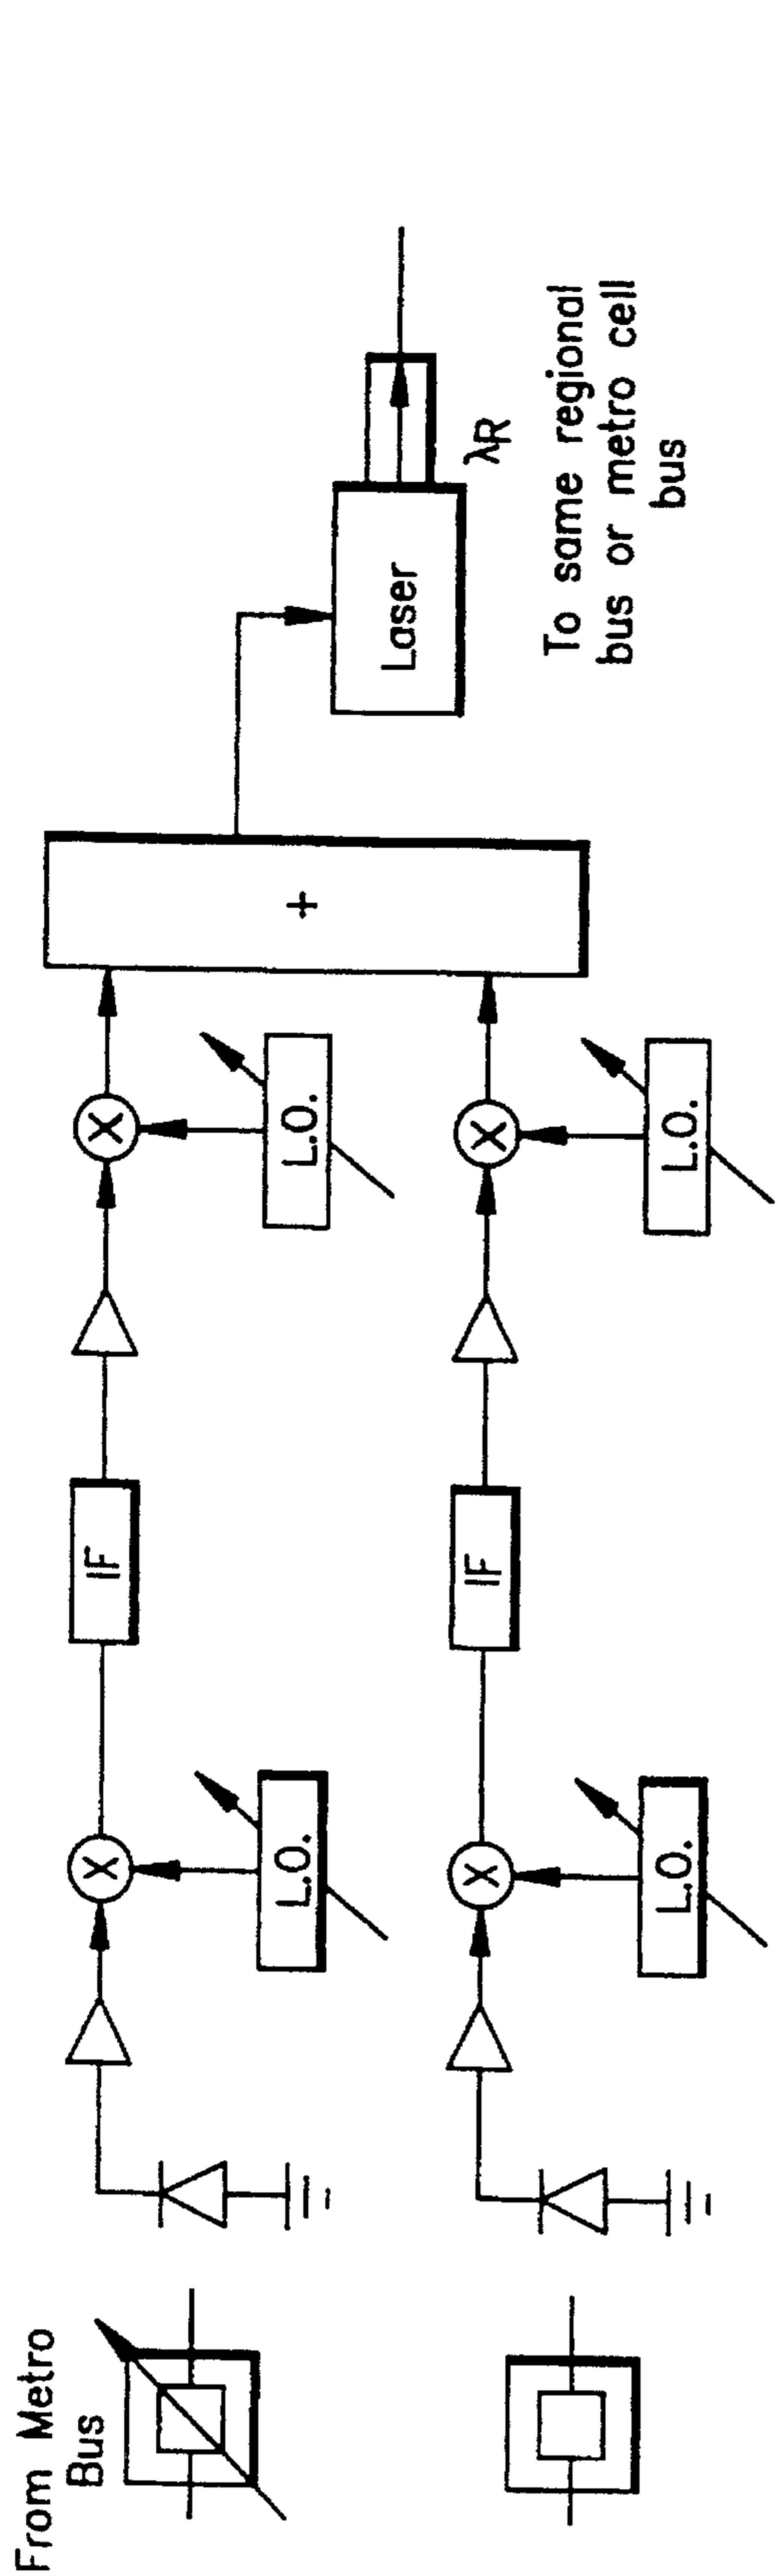 From Metro
Bus
X
L.O.
IF
X
L.O.
+
Laser
λR
To same regional
bus or metro cell
bus
X
L.O.
IF
X
L.O.